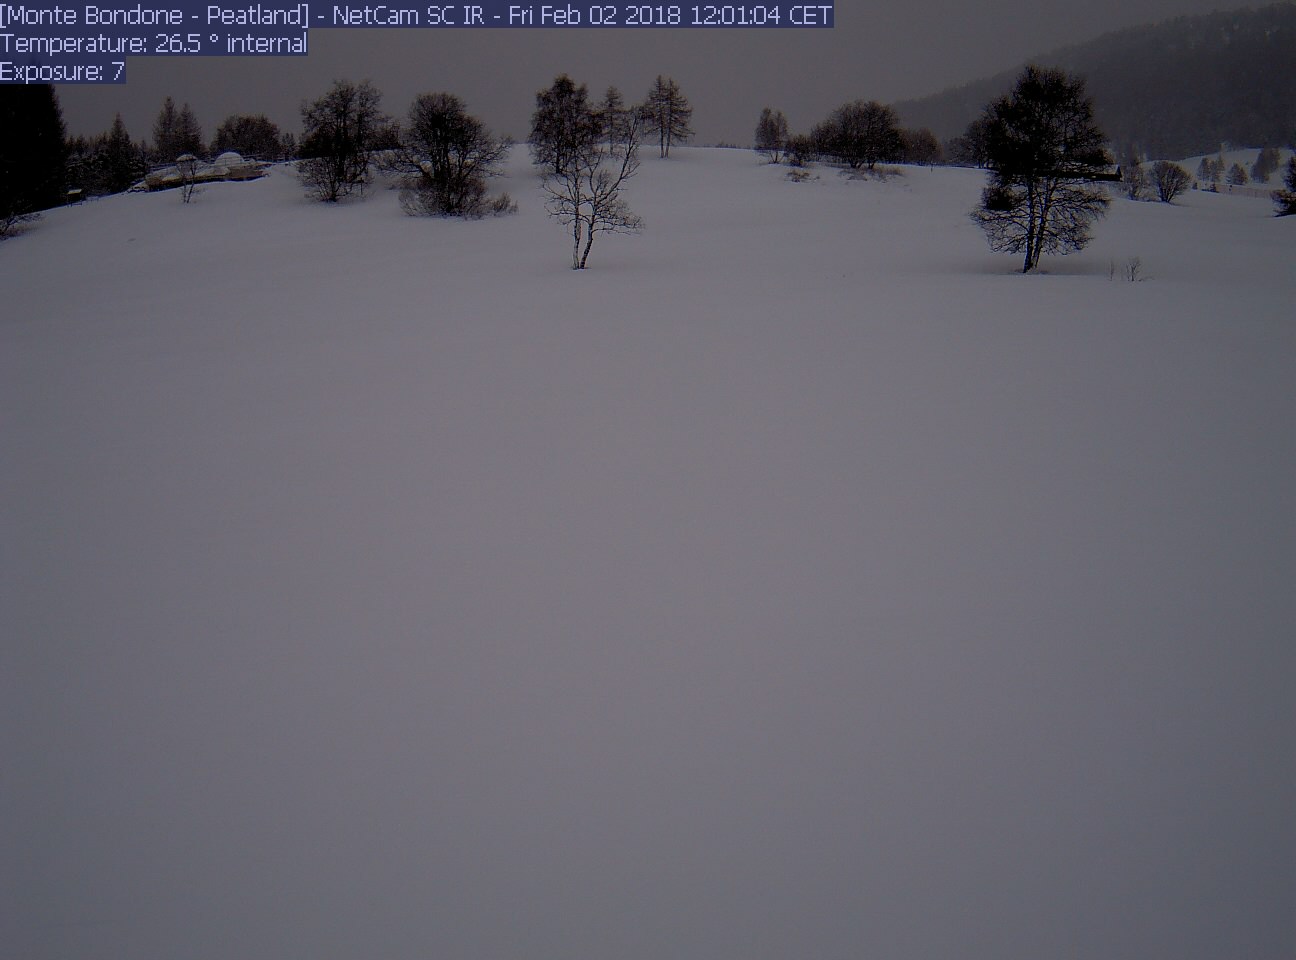 [Monte Bondone - Peatland] - NetCam SC IR - Fri Feb 02 2018 12:01:04 CET
Temperature: 26.5 ° internal
Exposure: 7